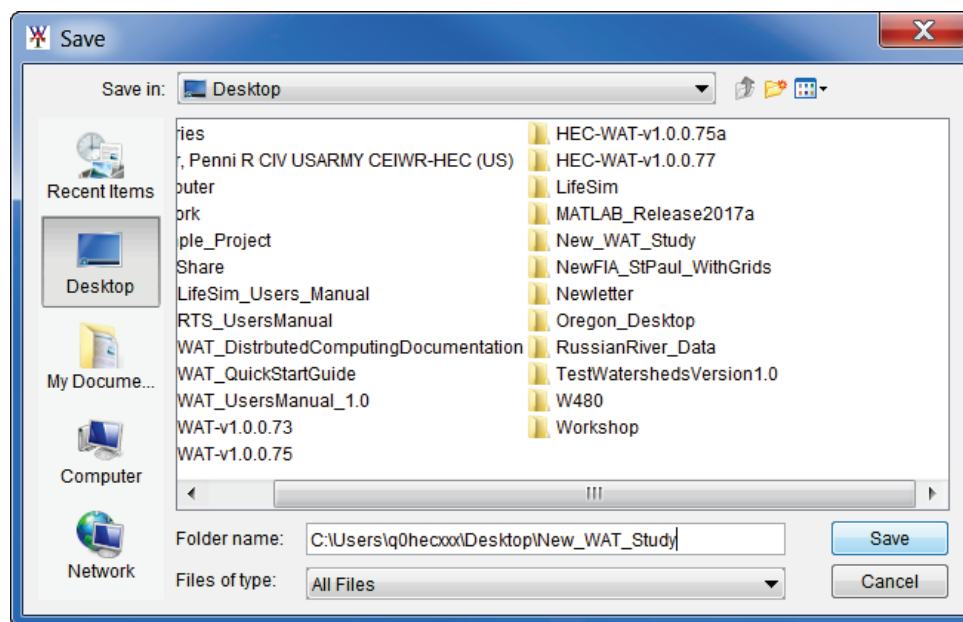 Save
Save in: Desktop
Recent Items
Desktop
My Docume...
Computer
Network
ries
r, Penni R CIV USARMY CEIWR-HEC (US)
outer
ork
ple_Project
Share
LifeSim_Users_Manual
RTS_UsersManual
WAT_DistrbutedComputingDocumentation
WAT_QuickStartGuide
WAT_UsersManual_1.0
WAT-v1.0.0.73
WAT-v1.0.0.75
HEC-WAT-v1.0.0.75a
HEC-WAT-v1.0.0.77
LifeSim
MATLAB_Release2017a
New_WAT_Study
NewFIA_StPaul_WithGrids
Newletter
Oregon_Desktop
RussianRiver_Data
TestWatershedsVersion1.0
W480
Workshop
Folder name: C:\Users\q0hecxxx\Desktop\New_WAT_Study
Save
Files of type: All Files
Cancel